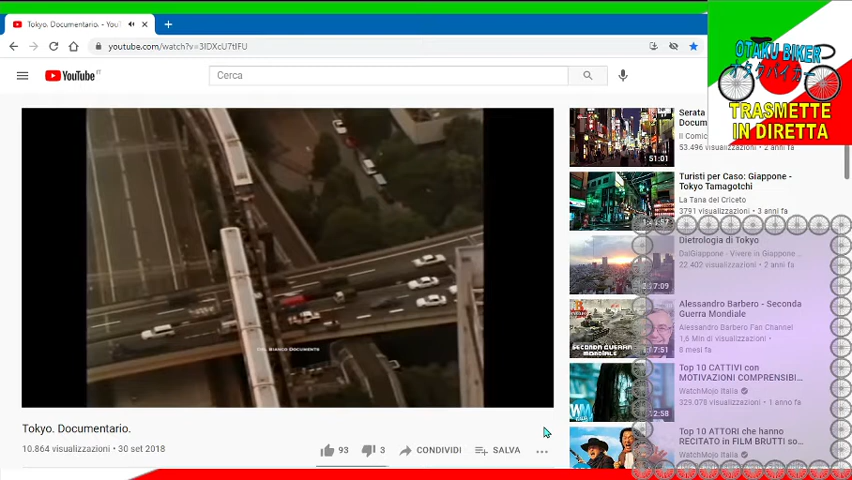 Tokyo. Documentario. - YouT
youtube.com/watch?v=3IDXcU7tIFU
YouTube IT
Cerca
OTAKU BIKER
オタクバイカー
TRASMETTE
IN DIRETTA
Serata
Docum
Il Comic
53.496 visualizzazioni • 2 anni fa
51:01
Turisti per Caso: Giappone -
Tokyo Tamagotchi
La Tana del Criceto
3791 visualizzazioni • 3 anni fa
Dietrologia di Tokyo
DalGiappone - Vivere in Giappone ...
22.402 visualizzazioni • 2 anni fa
2:17:09
Alessandro Barbero - Seconda
Guerra Mondiale
Alessandro Barbero Fan Channel
1,6 Mln di visualizzazioni •
8 mesi fa
SECONDA GUERRA
MONDIALE
Top 10 CATTIVI con
MOTIVAZIONI COMPRENSIBI...
WatchMojo Italia
329.078 visualizzazioni • 1 anno fa
12:58
Top 10 ATTORI che hanno
RECITATO in FILM BRUTTI so...
WatchMojo Italia
Tokyo. Documentario.
10.864 visualizzazioni • 30 set 2018
93
3
CONDIVIDI
SALVA